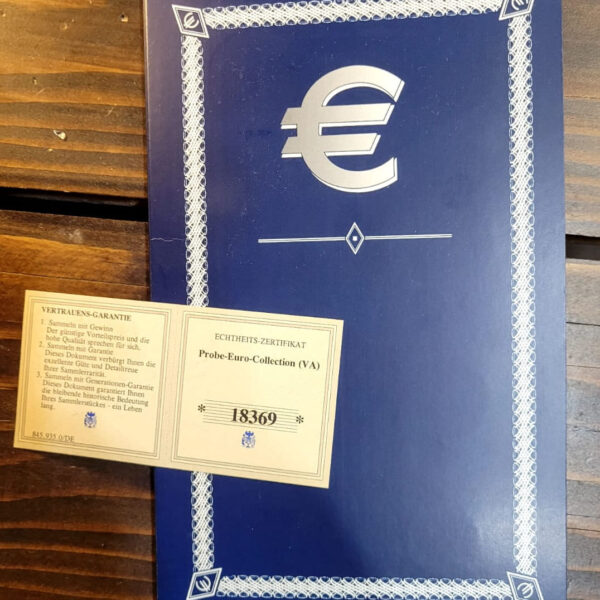 €
VERTRAUENS-GARANTIE
1. Sammeln mit Gewinn
Der günstige Vorteilspreis und die
hohe Qualität sprechen für sich.
2. Sammeln mit Garantie
Dieses Dokument verbürgt Ihnen die
exzellente Güte und Detailtreue
Ihrer Sammlerrarität.
3. Sammeln mit Generationen-Garantie
Dieses Dokument garantiert Ihnen
die bleibende historische Bedeutung
Ihres Sammlerstückes - ein Leben
lang.
845 935 0/DE
ECHTHEITS-ZERTIFIKAT
Probe-Euro-Collection (VA)
* 18369 *